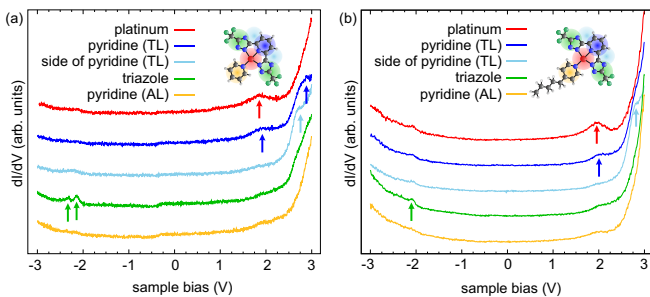 (a)
platinum
pyridine (TL)
side of pyridine (TL)
triazole
pyridine (AL)
dI/dV (arb. units)
-3 -2 -1 0 1 2 3
sample bias (V)
(b)
platinum
pyridine (TL)
side of pyridine (TL)
triazole
pyridine (AL)
dI/dV (arb. units)
-3 -2 -1 0 1 2 3
sample bias (V)